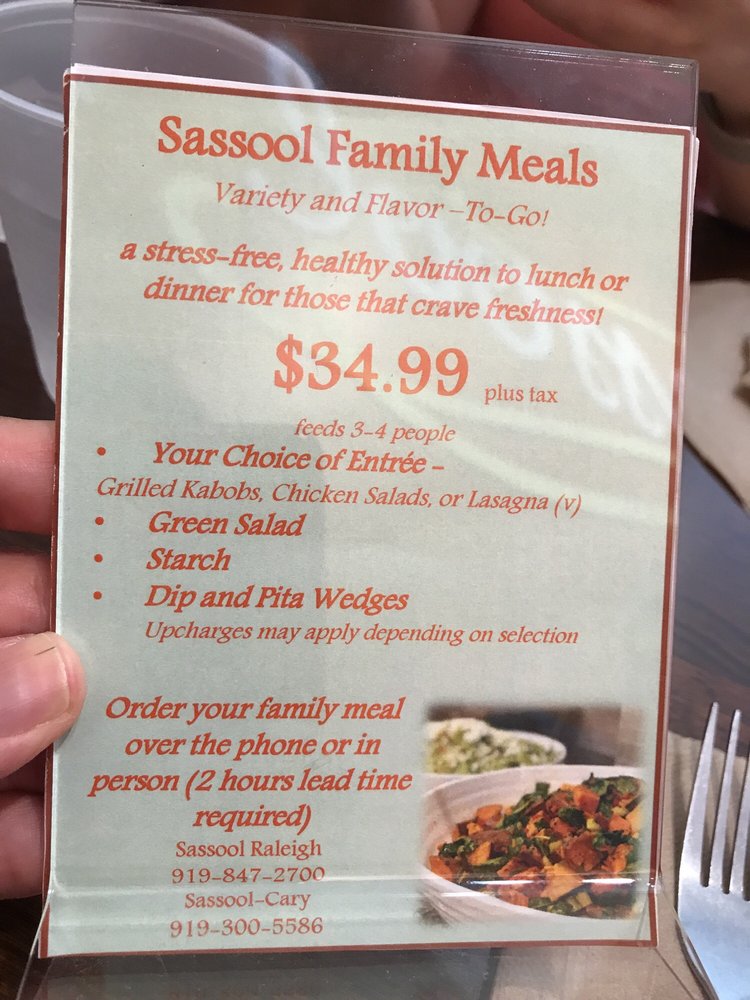 Sassool Family Meals
Variety and Flavor –To-Go!
a stress-free, healthy solution to lunch or
dinner for those that crave freshness!
$34.99 plus tax
feeds 3-4 people
• Your Choice of Entrée –
Grilled Kabobs, Chicken Salads, or Lasagna (v)
• Green Salad
• Starch
• Dip and Pita Wedges
Upcharges may apply depending on selection
Order your family meal
over the phone or in
person (2 hours lead time
required)
Sassool Raleigh
919-847-2700
Sassool-Cary
919-300-5586